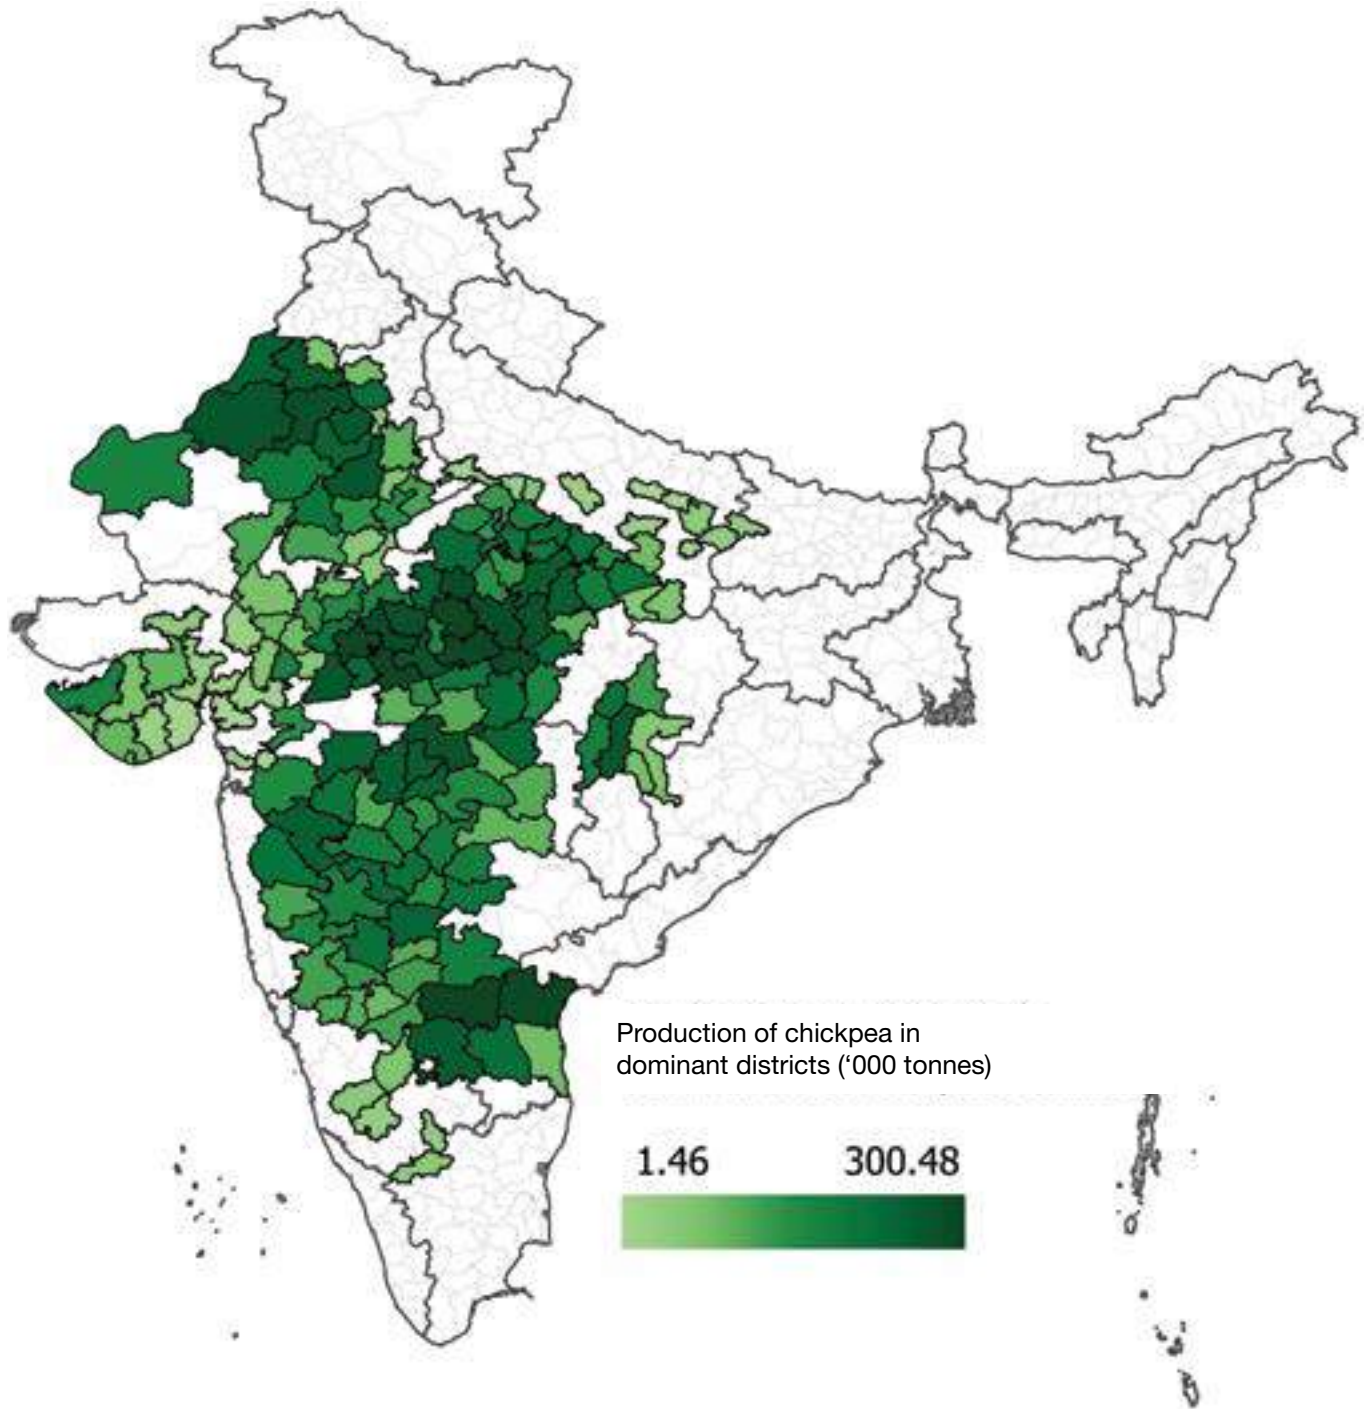 Production of chickpea in
dominant districts (‘000 tonnes)
1.46 300.48